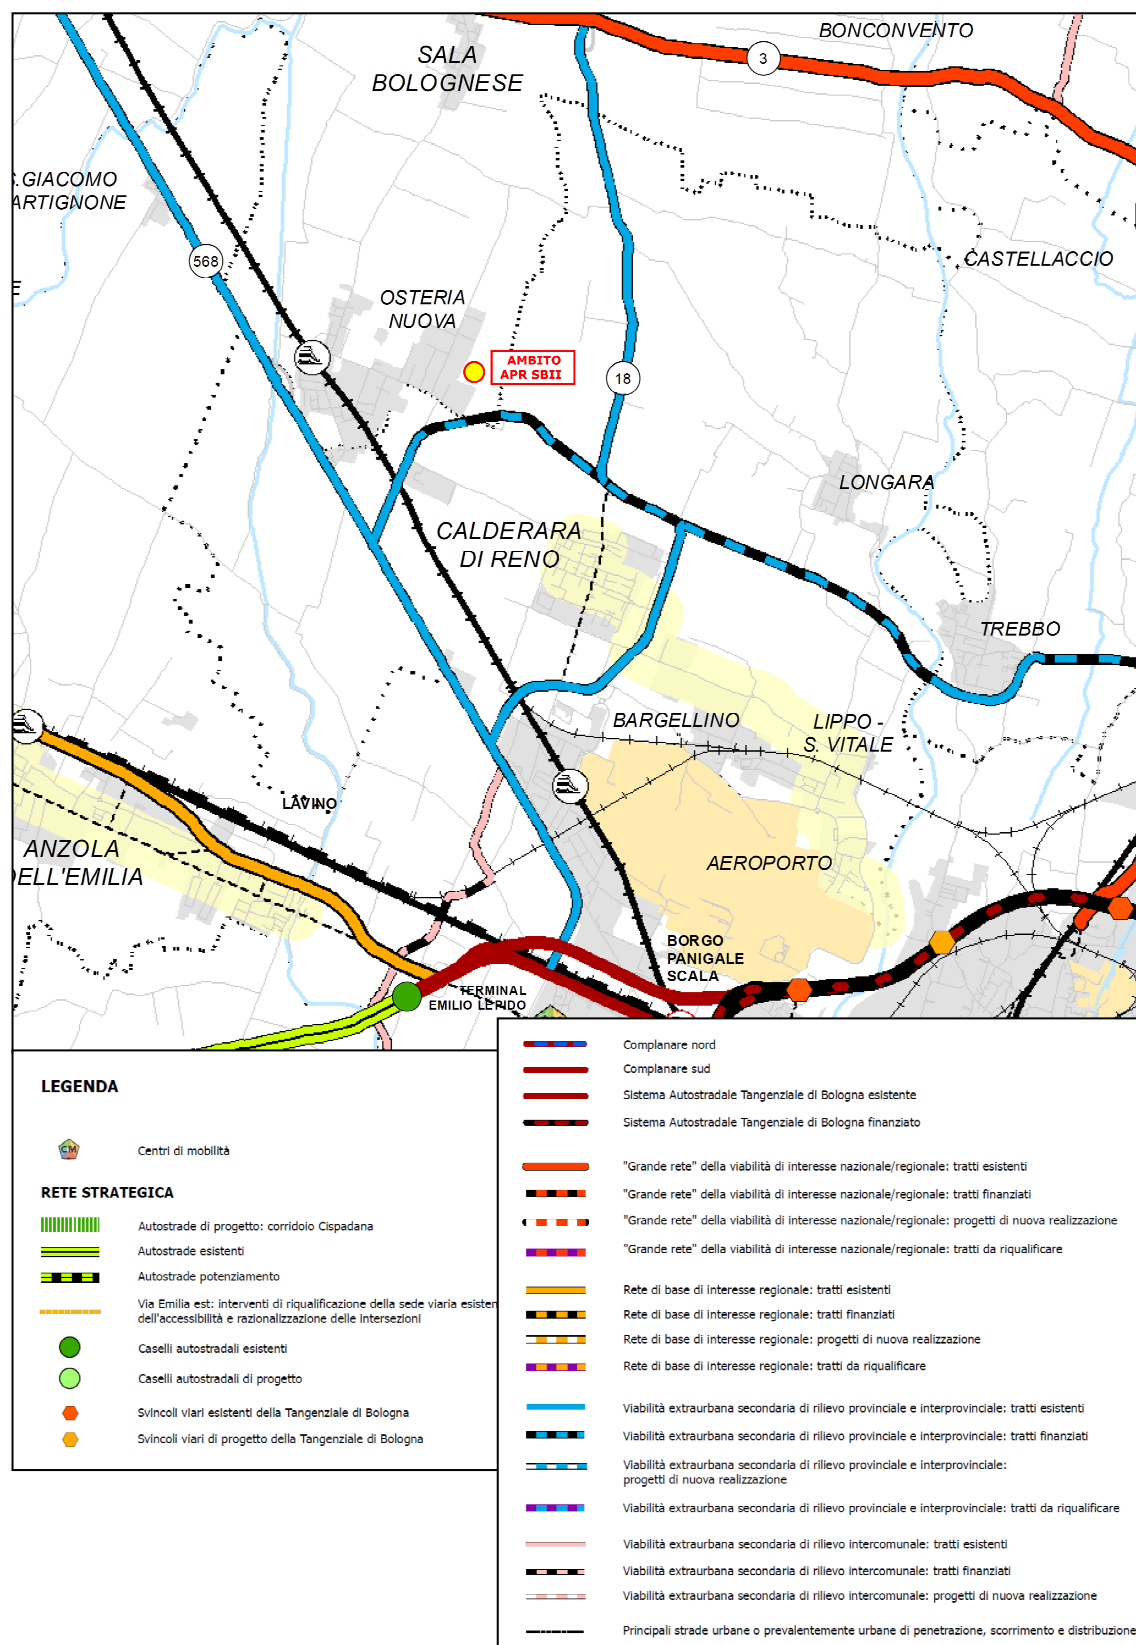 BONCONVENTO
SALA
BOLOGNESE
3
S.GIACOMO
ARTIGNONE
568
CASTELLACCIO
E
OSTERIA
NUOVA
AMBITO
APR SBII
18
LONGARA
CALDERARA
DI RENO
TREBBO
BARGELLINO
LIPPO -
S. VITALE
LAVINO
ANZOLA
DELL'EMILIA
AEROPORTO
BORGO
PANIGALE
SCALA
TERMINAL
EMILIO LEPIDO
LEGENDA
CM Centri di mobilità
RETE STRATEGICA
Autostrade di progetto: corridoio Cispadana
Autostrade esistenti
Autostrade potenziamento
Via Emilia est: interventi di riqualificazione della sede viaria esisten
dell'accessibilità e razionalizzazione delle intersezioni
Caselli autostradali esistenti
Caselli autostradali di progetto
Svincoli viari esistenti della Tangenziale di Bologna
Svincoli viari di progetto della Tangenziale di Bologna
Complanare nord
Complanare sud
Sistema Autostradale Tangenziale di Bologna esistente
Sistema Autostradale Tangenziale di Bologna finanziato
"Grande rete" della viabilità di interesse nazionale/regionale: tratti esistenti
"Grande rete" della viabilità di interesse nazionale/regionale: tratti finanziati
"Grande rete" della viabilità di interesse nazionale/regionale: progetti di nuova realizzazione
"Grande rete" della viabilità di interesse nazionale/regionale: tratti da riqualificare
Rete di base di interesse regionale: tratti esistenti
Rete di base di interesse regionale: tratti finanziati
Rete di base di interesse regionale: progetti di nuova realizzazione
Rete di base di interesse regionale: tratti da riqualificare
Viabilità extraurbana secondaria di rilievo provinciale e interprovinciale: tratti esistenti
Viabilità extraurbana secondaria di rilievo provinciale e interprovinciale: tratti finanziati
Viabilità extraurbana secondaria di rilievo provinciale e interprovinciale:
progetti di nuova realizzazione
Viabilità extraurbana secondaria di rilievo provinciale e interprovinciale: tratti da riqualificare
Viabilità extraurbana secondaria di rilievo intercomunale: tratti esistenti
Viabilità extraurbana secondaria di rilievo intercomunale: tratti finanziati
Viabilità extraurbana secondaria di rilievo intercomunale: progetti di nuova realizzazione
Principali strade urbane o prevalentemente urbane di penetrazione, scorrimento e distribuzione